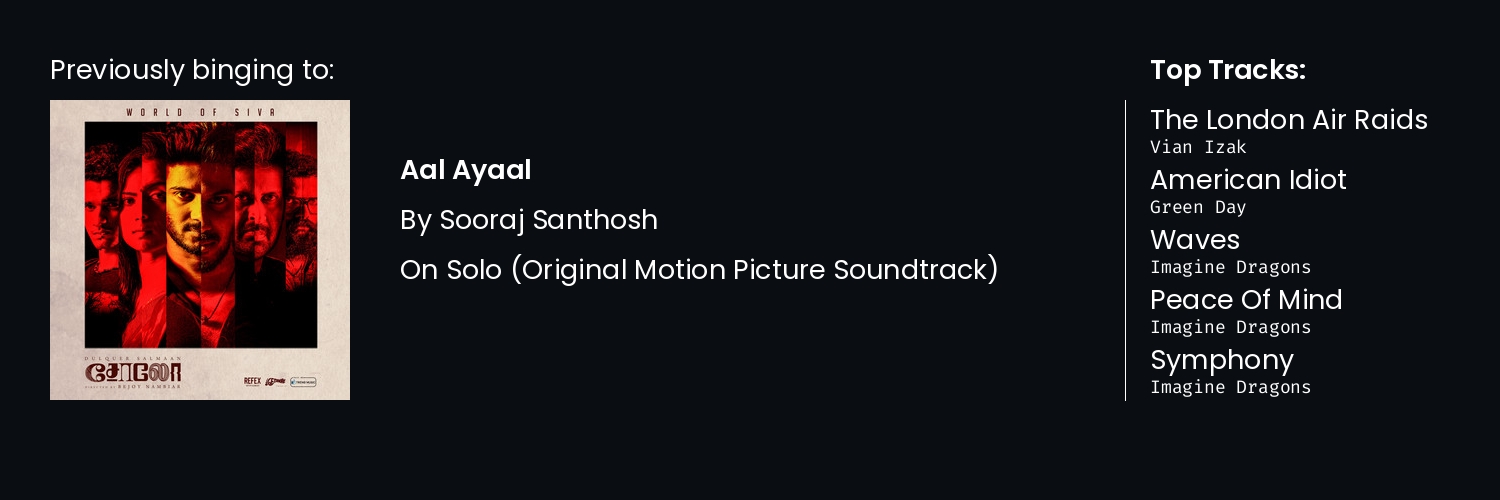 Previously binging to:
WORLD OF SIVA
DULQUER SALMAAN
சோலோ
DIRECTED BY BEJOY NAMBIAR
REFEX
Aal Ayaal
By Sooraj Santhosh
On Solo (Original Motion Picture Soundtrack)
Top Tracks:
The London Air Raids
Vian Izak
American Idiot
Green Day
Waves
Imagine Dragons
Peace Of Mind
Imagine Dragons
Symphony
Imagine Dragons